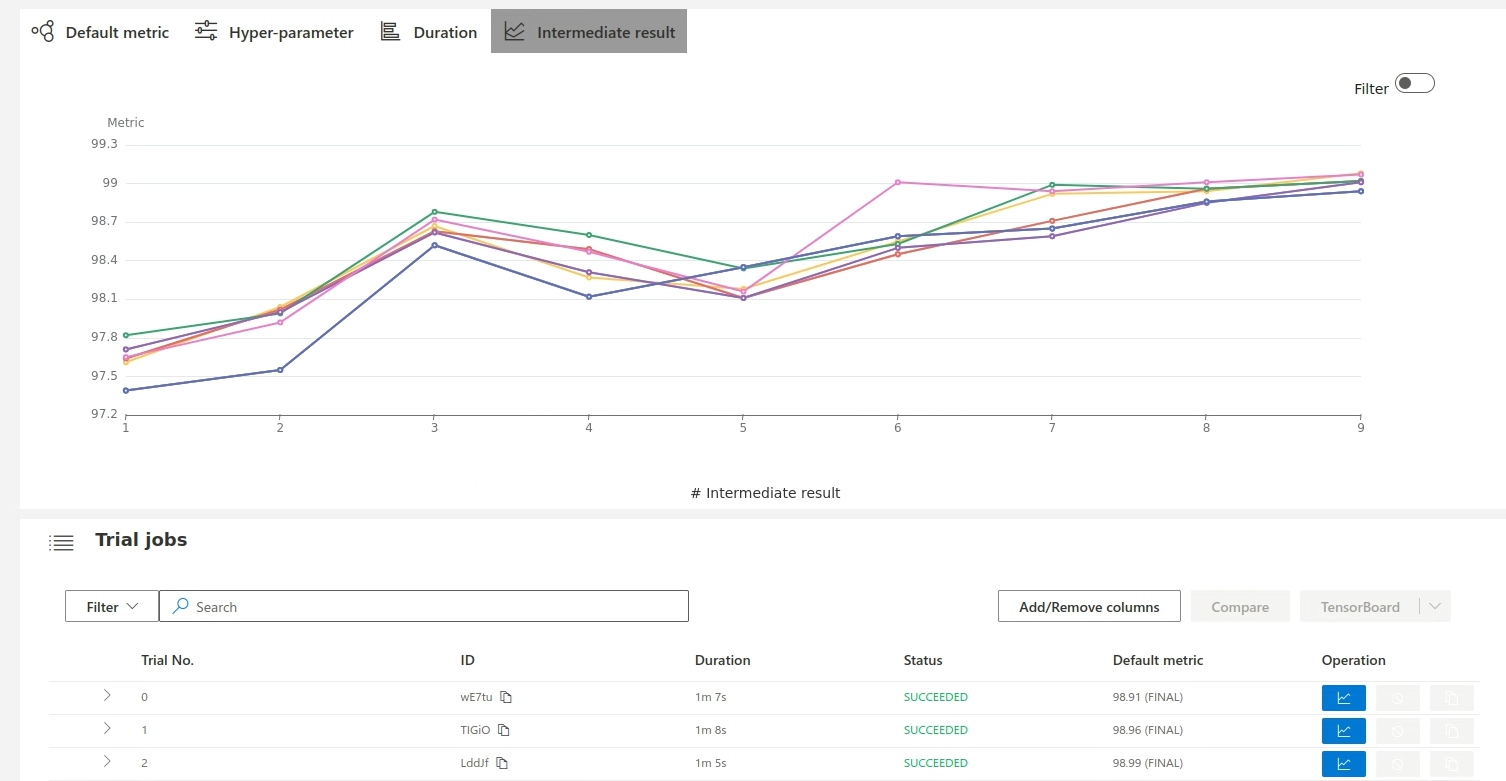 Default metric Hyper-parameter Duration Intermediate result
Filter
Metric
99.3
99
98.7
98.4
98.1
97.8
97.5
97.2
1 2 3 4 5 6 7 8 9
# Intermediate result
Trial jobs
Filter Search Add/Remove columns Compare TensorBoard
Trial No. ID Duration Status Default metric Operation
0 wE7tu 1m 7s SUCCEEDED 98.91 (FINAL)
1 TIGiO 1m 8s SUCCEEDED 98.96 (FINAL)
2 LddJf 1m 5s SUCCEEDED 98.99 (FINAL)